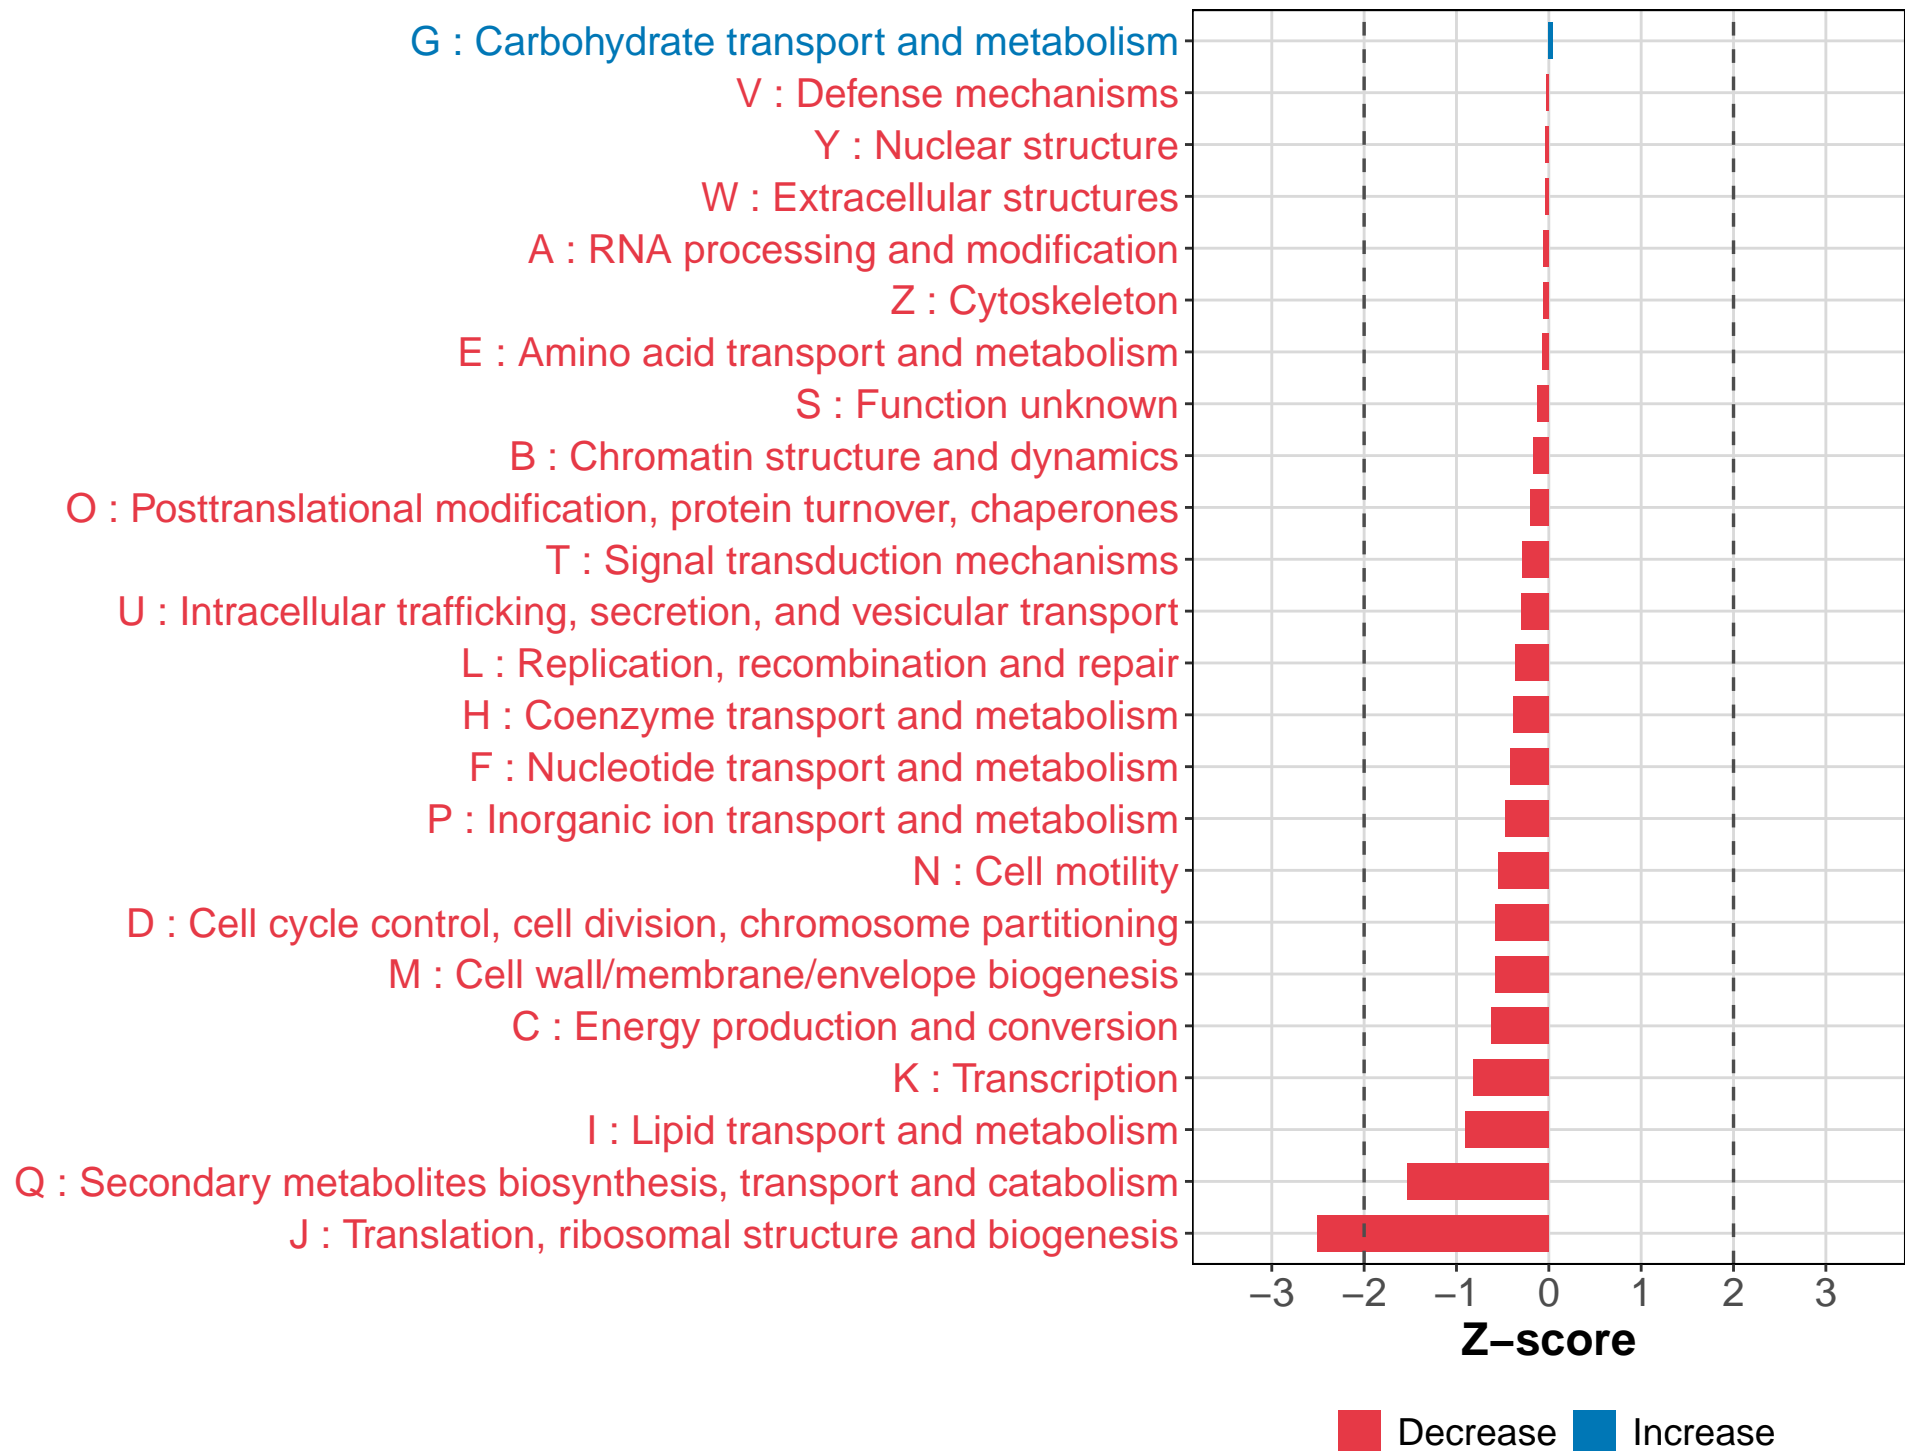 G : Carbohydrate transport and metabolism
V : Defense mechanisms
Y : Nuclear structure
W : Extracellular structures
A : RNA processing and modification
Z : Cytoskeleton
E : Amino acid transport and metabolism
S : Function unknown
B : Chromatin structure and dynamics
O : Posttranslational modification, protein turnover, chaperones
T : Signal transduction mechanisms
U : Intracellular trafficking, secretion, and vesicular transport
L : Replication, recombination and repair
H : Coenzyme transport and metabolism
F : Nucleotide transport and metabolism
P : Inorganic ion transport and metabolism
N : Cell motility
D : Cell cycle control, cell division, chromosome partitioning
M : Cell wall/membrane/envelope biogenesis
C : Energy production and conversion
K : Transcription
I : Lipid transport and metabolism
Q : Secondary metabolites biosynthesis, transport and catabolism
J : Translation, ribosomal structure and biogenesis
−3 −2 −1 0 1 2 3
Z−score
Decrease Increase